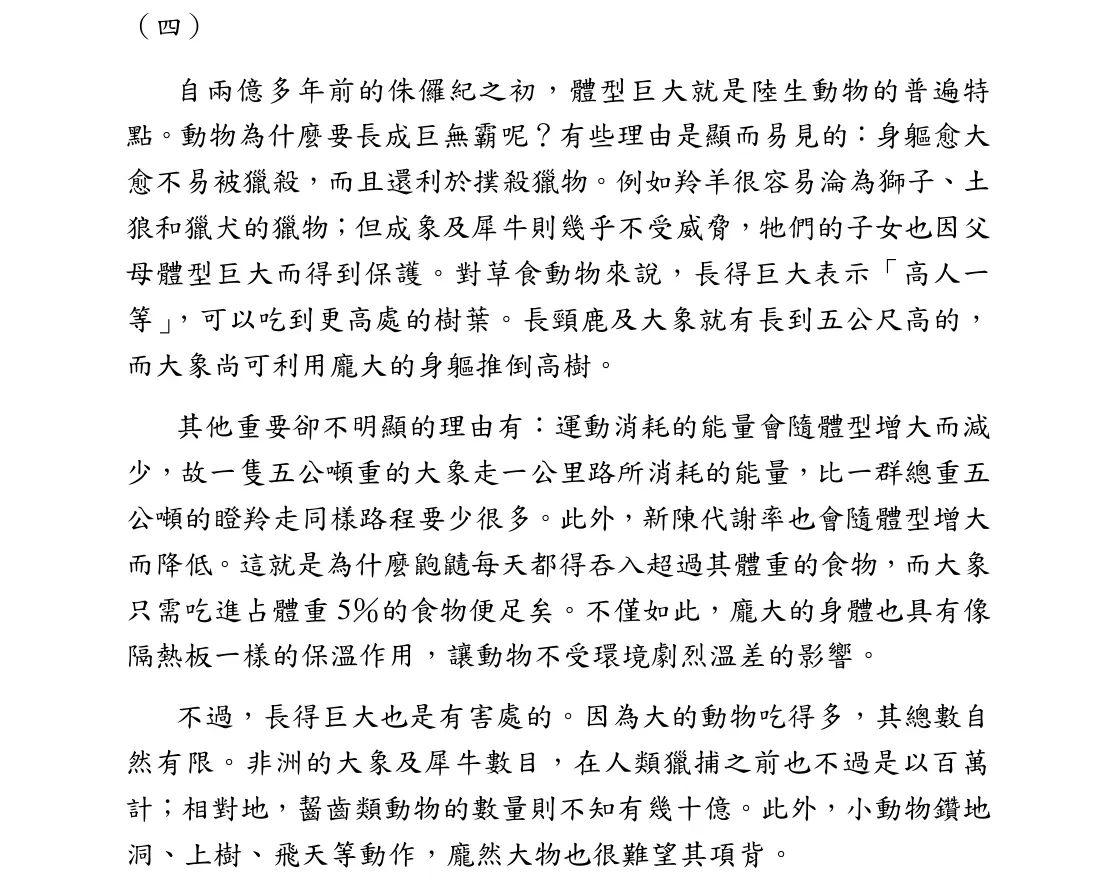 （四）
自兩億多年前的侏儸紀之初，體型巨大就是陸生動物的普遍特
點。動物為什麼要長成巨無霸呢？有些理由是顯而易見的：身軀愈大
愈不易被獵殺，而且還利於撲殺獵物。例如羚羊很容易淪為獅子、土
狼和獵犬的獵物；但成象及犀牛則幾乎不受威脅，牠們的子女也因父
母體型巨大而得到保護。對草食動物來說，長得巨大表示「高人一
等」，可以吃到更高處的樹葉。長頸鹿及大象就有長到五公尺高的，
而大象尚可利用龐大的身軀推倒高樹。
其他重要卻不明顯的理由有：運動消耗的能量會隨體型增大而減
少，故一隻五公噸重的大象走一公里路所消耗的能量，比一群總重五
公噸的瞪羚走同樣路程要少很多。此外，新陳代謝率也會隨體型增大
而降低。這就是為什麼鼩鼱每天都得吞入超過其體重的食物，而大象
只需吃進占體重 5%的食物便足矣。不僅如此，龐大的身體也具有像
隔熱板一樣的保溫作用，讓動物不受環境劇烈溫差的影響。
不過，長得巨大也是有害處的。因為大的動物吃得多，其總數自
然有限。非洲的大象及犀牛數目，在人類獵捕之前也不過是以百萬
計；相對地，齧齒類動物的數量則不知有幾十億。此外，小動物鑽地
洞、上樹、飛天等動作，龐然大物也很難望其項背。